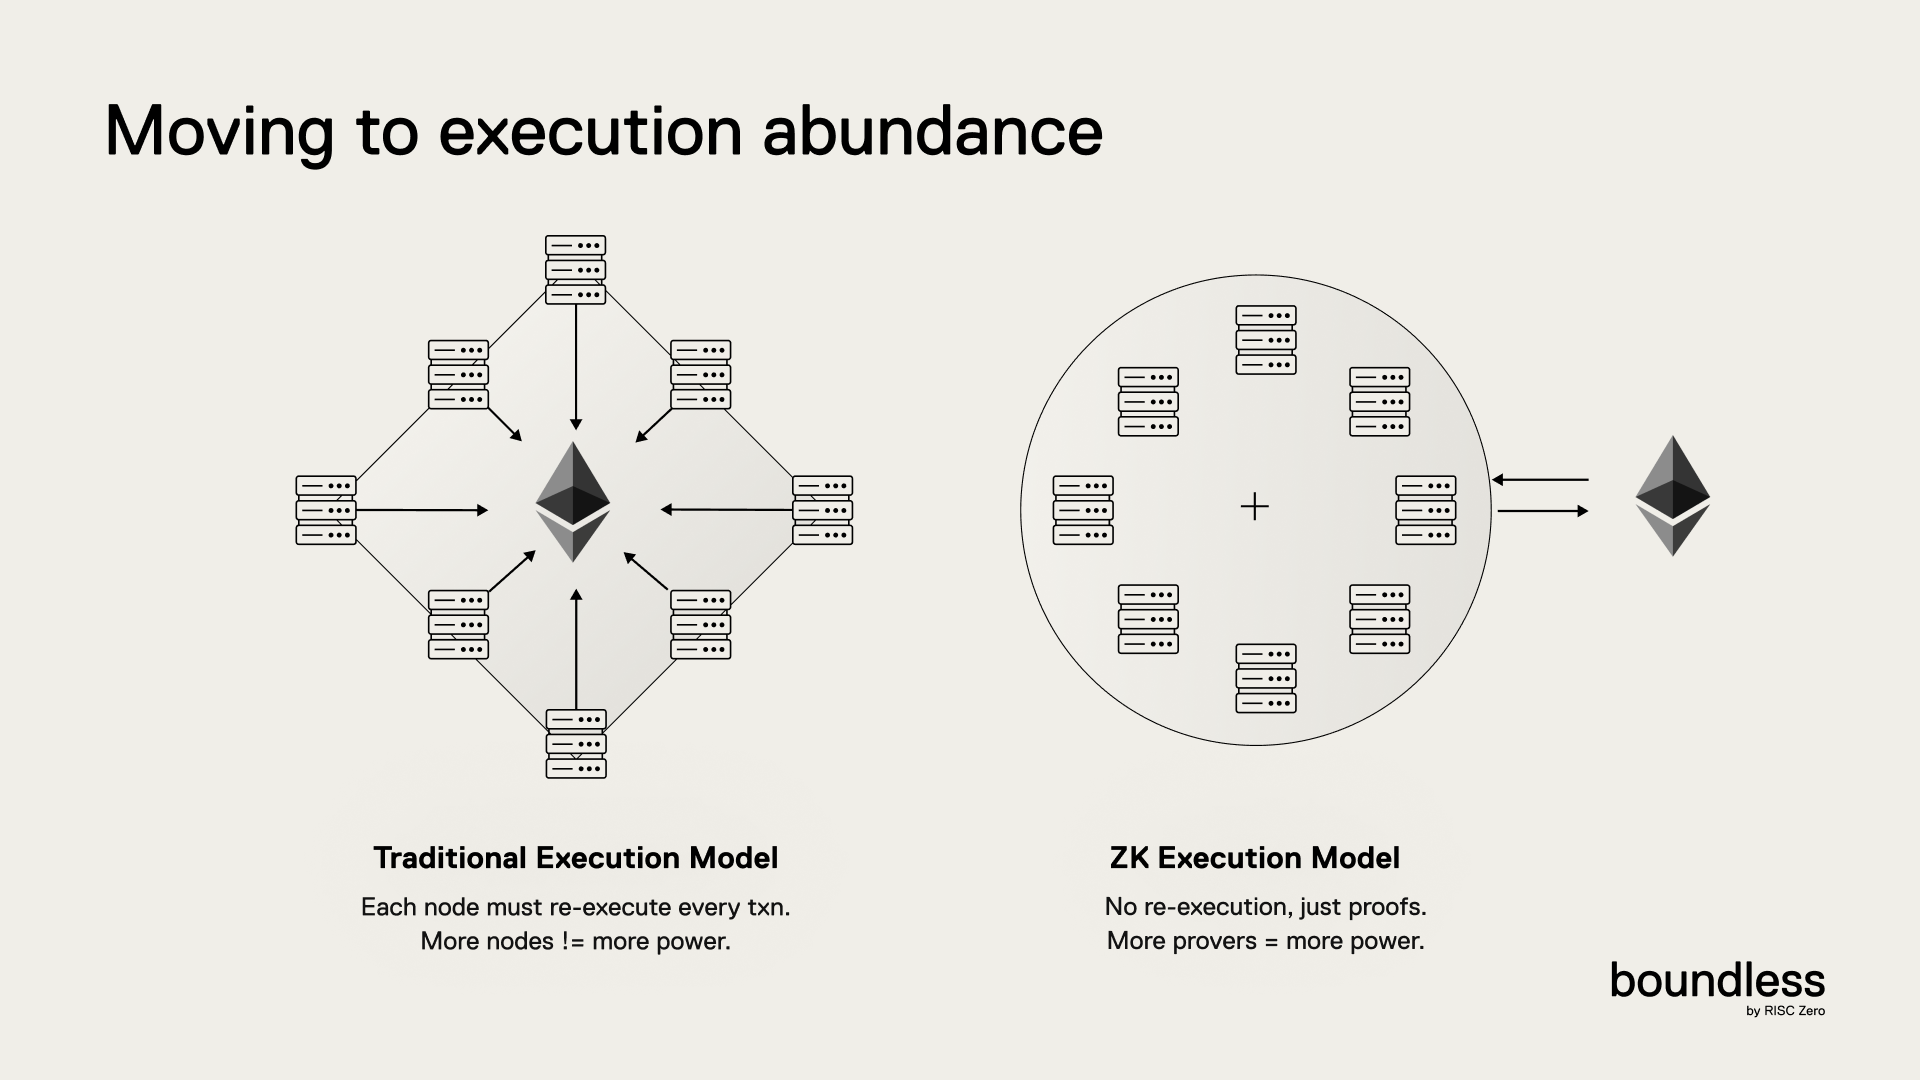 Moving to execution abundance
Traditional Execution Model
Each node must re-execute every txn.
More nodes != more power.
ZK Execution Model
No re-execution, just proofs.
More provers = more power.
boundless
by RISC Zero